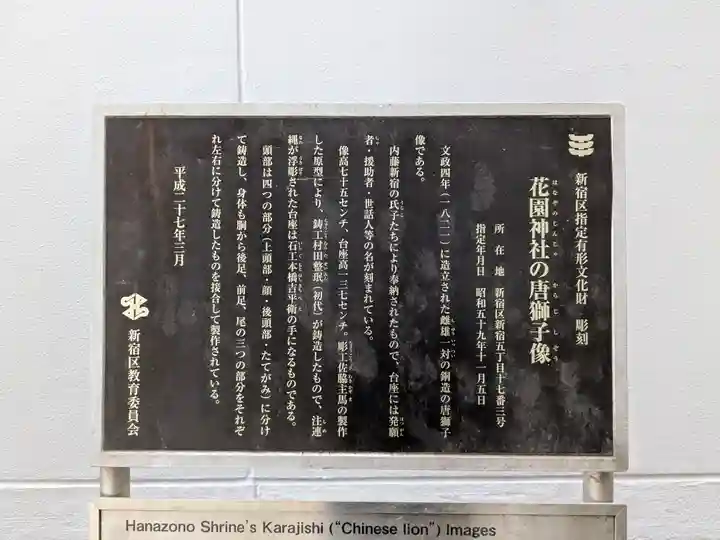 新宿区指定有形文化財 彫刻
花園神社の唐獅子像
はなぞのじんじゃ からじしぞう
所在地 新宿区新宿五丁目十七番三号
指定年月日 昭和五十九年十一月五日
文政四年(一八二一)に造立された雌雄一対の銅造の唐獅子
像である。
内藤新宿の氏子たちにより奉納されたもので、台座には発願
者・援助者・世話人等の名が刻まれている。
像高七十五センチ、台座高一三七センチ。彫工佐脇主馬の製作
した原型により、鋳工村田整珉(初代)が鋳造したもので、注連
縄が浮彫された台座は石工本橋吉平衛の手になるものである。
頭部は四つの部分(上頭部・顔・後頭部・たてがみ)に分け
て鋳造し、身体も胸から後足、前足、尾の三つの部分をそれぞ
れ左右に分けて鋳造したものを接合して製作されている。
平成二十七年三月
新宿区教育委員会
Hanazono Shrine's Karajishi ("Chinese lion") Images